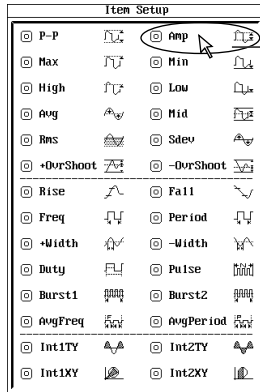 Item Setup
P-P Amp
Max Min
High Low
Avg Mid
Rms Sdev
+OvrShoot -OvrShoot
Rise Fall
Freq Period
+Width -Width
Duty Pulse
Burst1 Burst2
AvgFreq AvgPeriod
Int1TY Int2TY
Int1XY Int2XY